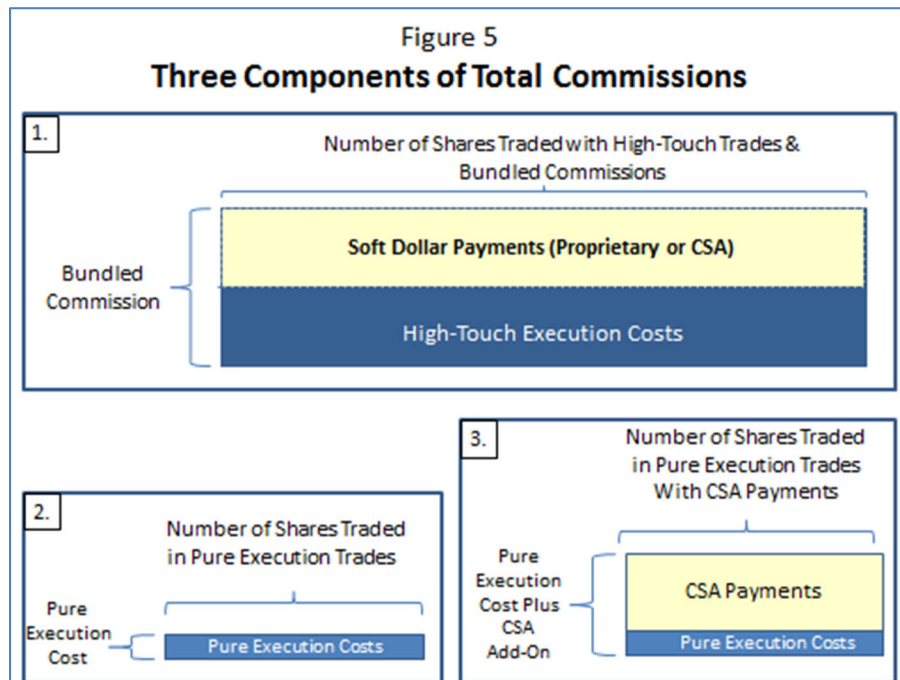 Figure 5
Three Components of Total Commissions
1.
Number of Shares Traded with High-Touch Trades &
Bundled Commissions
Bundled
Commission
Soft Dollar Payments (Proprietary or CSA)
High-Touch Execution Costs
2.
Number of Shares Traded
in Pure Execution Trades
Pure
Execution
Cost
Pure Execution Costs
3.
Number of Shares Traded
in Pure Execution Trades
With CSA Payments
Pure
Execution
Cost Plus
CSA
Add-On
CSA Payments
Pure Execution Costs